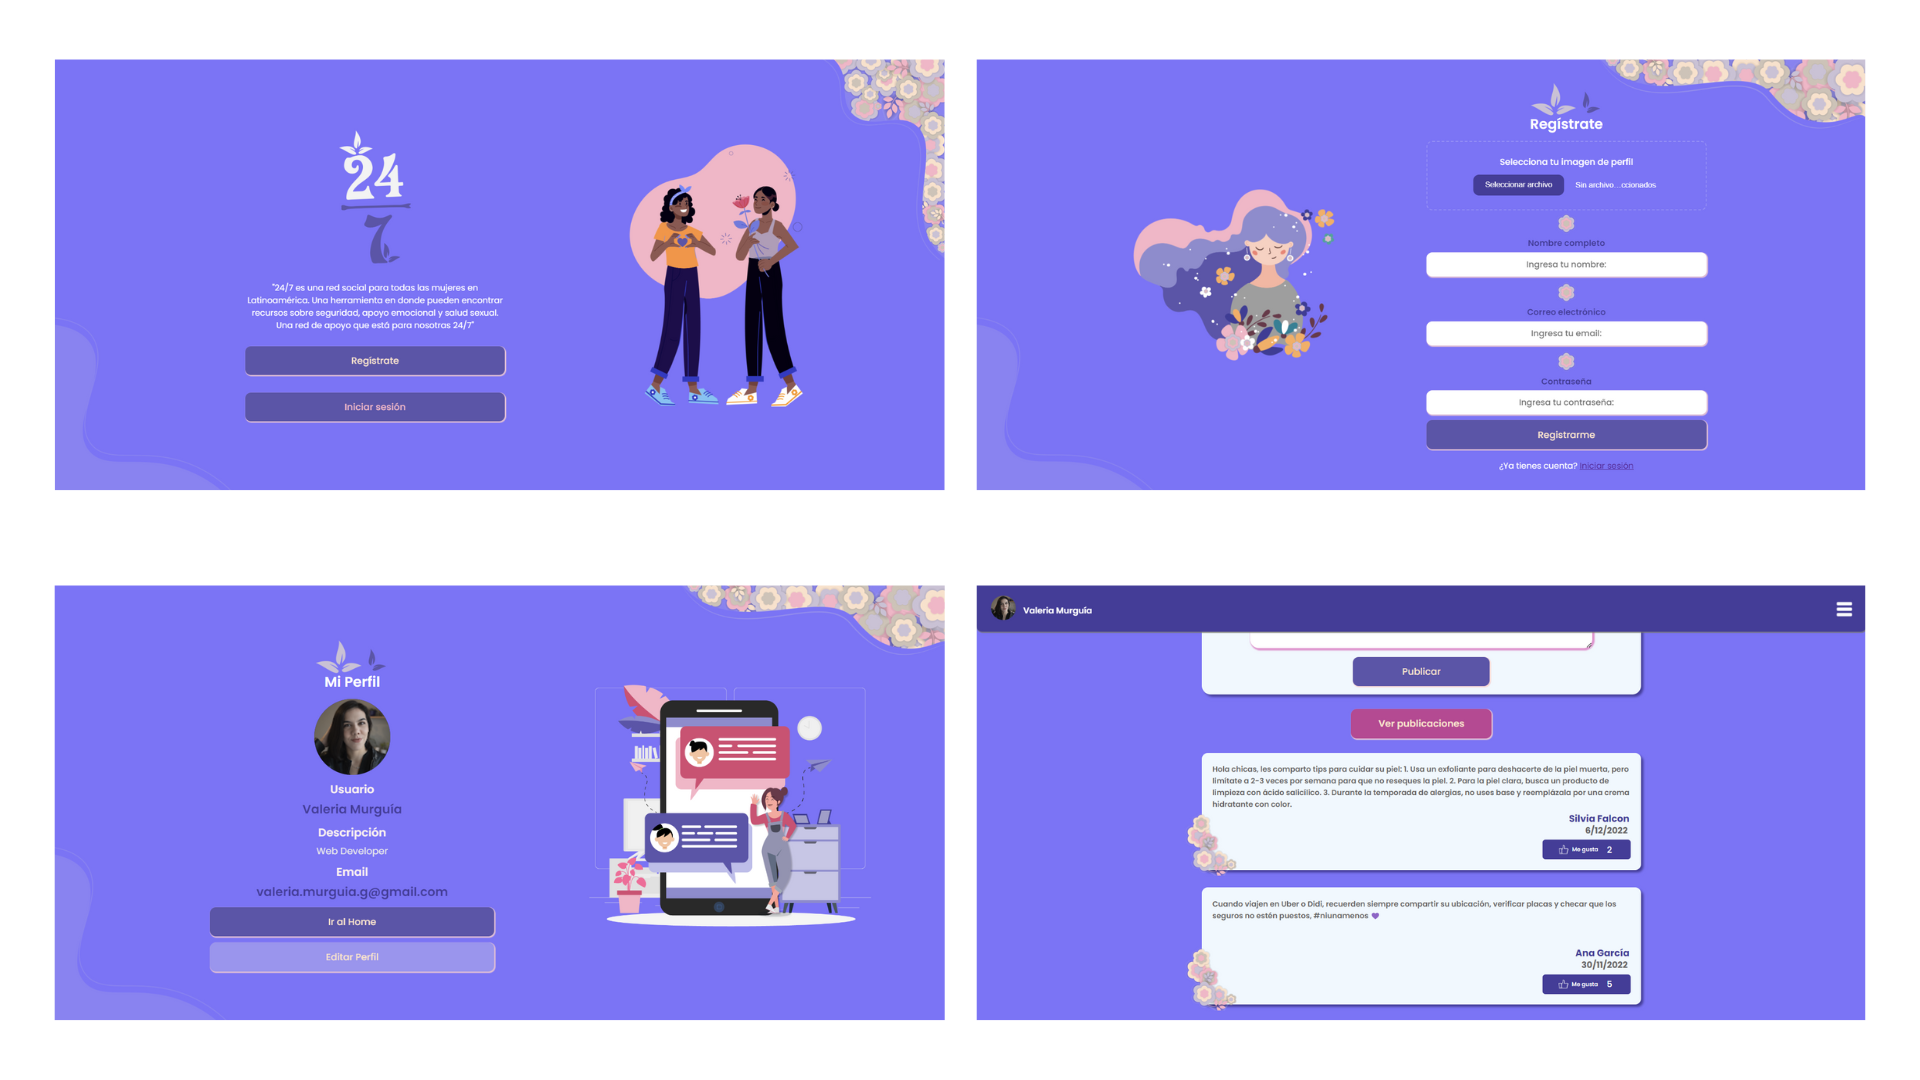 24
7
"24/7 es una red social para todas las mujeres en
Latinoamérica. Una herramienta en donde pueden encontrar
recursos sobre seguridad, apoyo emocional y salud sexual.
Una red de apoyo que está para nosotras 24/7"
Regístrate
Iniciar sesión
Regístrate
Selecciona tu imagen de perfil
Seleccionar archivo Sin archivo...ccionados
Nombre completo
Ingresa tu nombre:
Correo electrónico
Ingresa tu email:
Contraseña
Ingresa tu contraseña:
Registrarme
¿Ya tienes cuenta? Iniciar sesión
Mi Perfil
Usuario
Valeria Murguía
Descripción
Web Developer
Email
valeria.murguia.g@gmail.com
Ir al Home
Editar Perfil
Valeria Murguía
Publicar
Ver publicaciones
Hola chicas, les comparto tips para cuidar su piel: 1. Usa un exfoliante para deshacerte de la piel muerta, pero
limítate a 2-3 veces por semana para que no reseques la piel. 2. Para la piel clara, busca un producto de
limpieza con ácido salicílico. 3. Durante la temporada de alergias, no uses base y reemplázala por una crema
hidratante con color.
Silvia Falcon
6/12/2022
Me gusta 2
Cuando viajen en Uber o Didi, recuerden siempre compartir su ubicación, verificar placas y checar que los
seguros no estén puestos, #niunamenos 💜
Ana García
30/11/2022
Me gusta 5